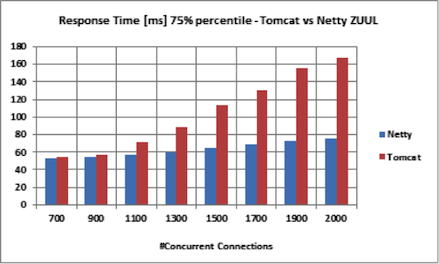 Response Time [ms] 75% percentile - Tomcat vs Netty ZUUL
180
160
140
120
100
80
60
40
20
0
700 900 1100 1300 1500 1700 1900 2000
#Concurrent Connections
Netty
Tomcat